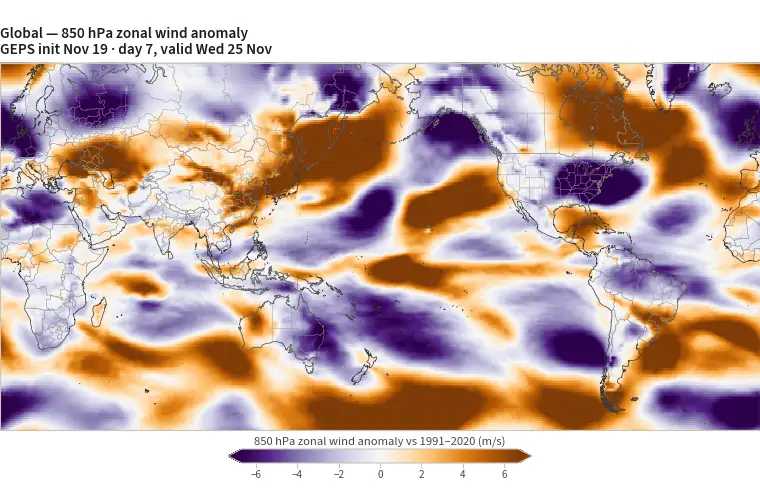 Global — 850 hPa zonal wind anomaly
GEPS init Nov 19 · day 7, valid Wed 25 Nov
850 hPa zonal wind anomaly vs 1991–2020 (m/s)
−6 −4 −2 0 2 4 6